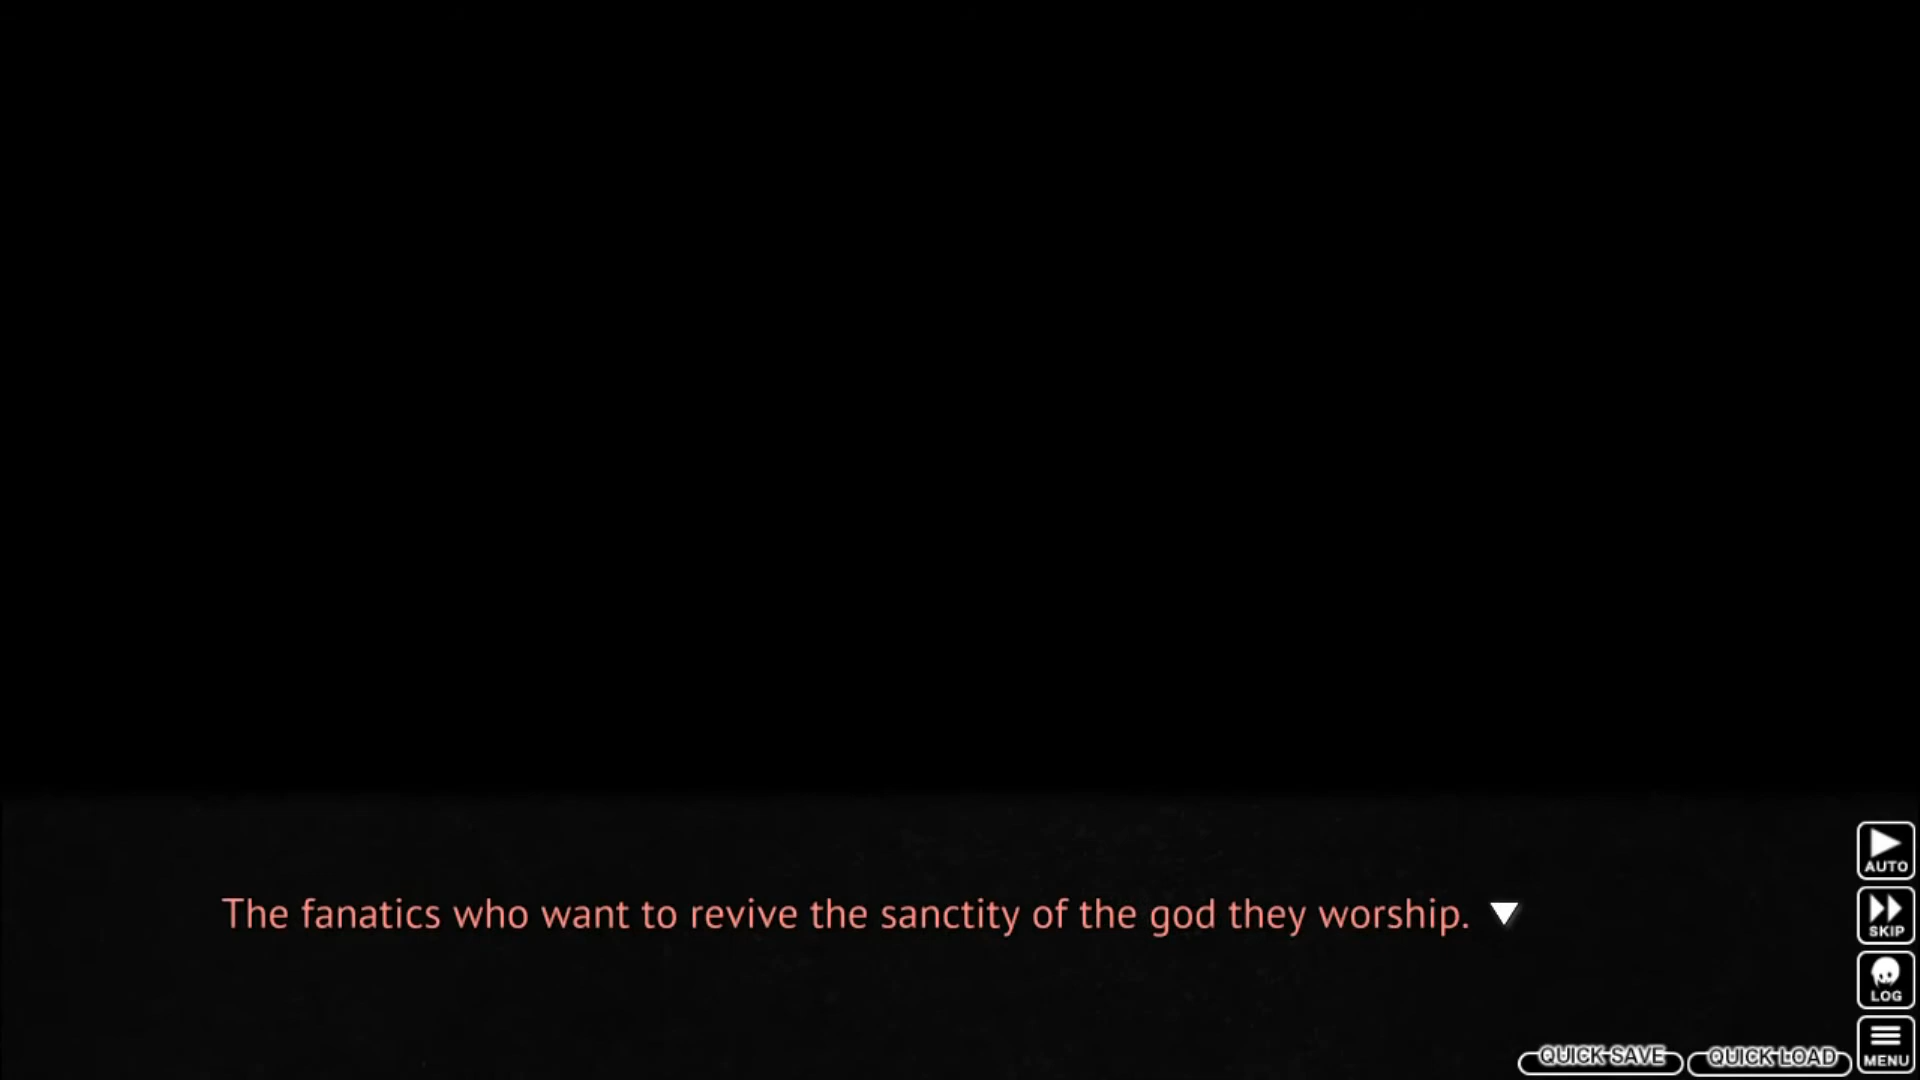 The fanatics who want to revive the sanctity of the god they worship.
AUTO
SKIP
LOG
MENU
QUICK SAVE
QUICK LOAD